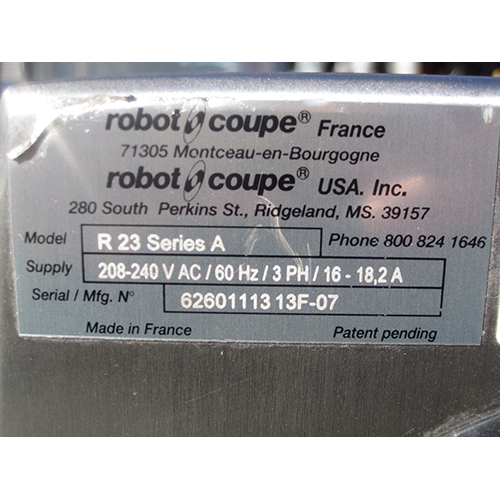 robot coupe® France
71305 Montceau-en-Bourgogne
robot coupe® USA. Inc.
280 South Perkins St., Ridgeland, MS. 39157
Model R 23 Series A Phone 800 824 1646
Supply 208-240 V AC / 60 Hz / 3 PH / 16 - 18,2 A
Serial / Mfg. N° 62601113 13F-07
Made in France Patent pending